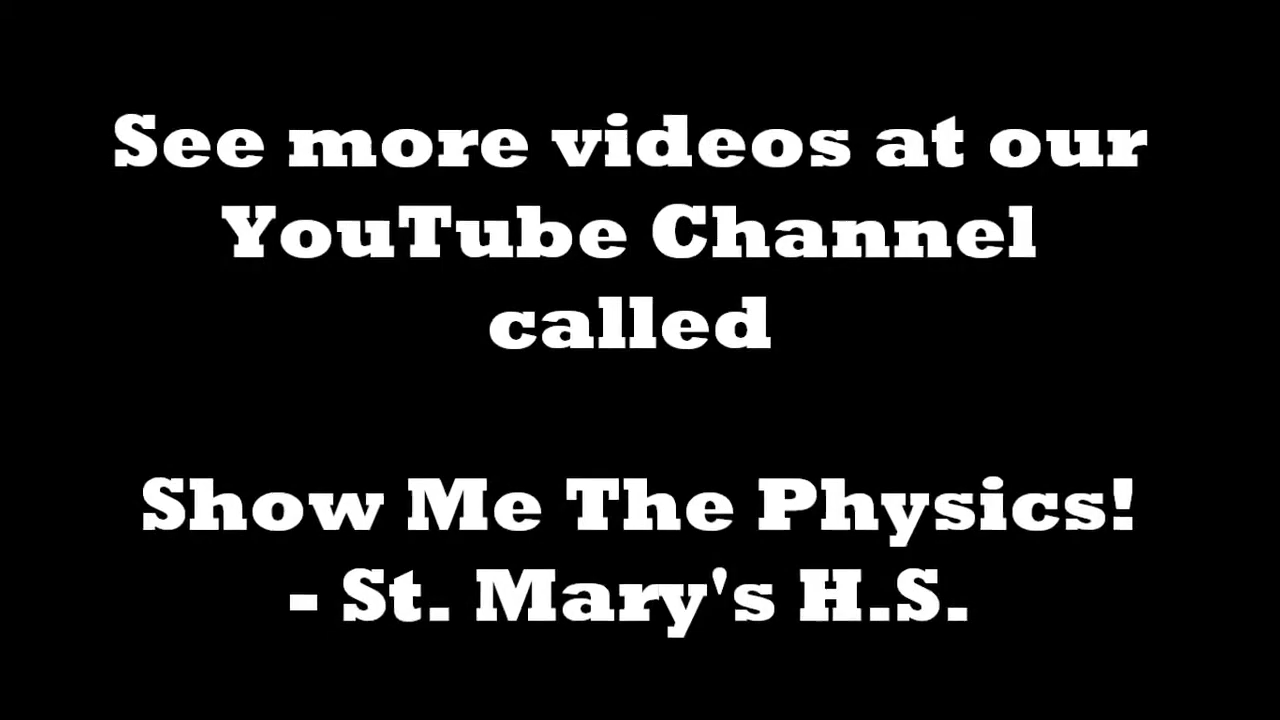 See more videos at our
YouTube Channel
called
Show Me The Physics!
- St. Mary's H.S.